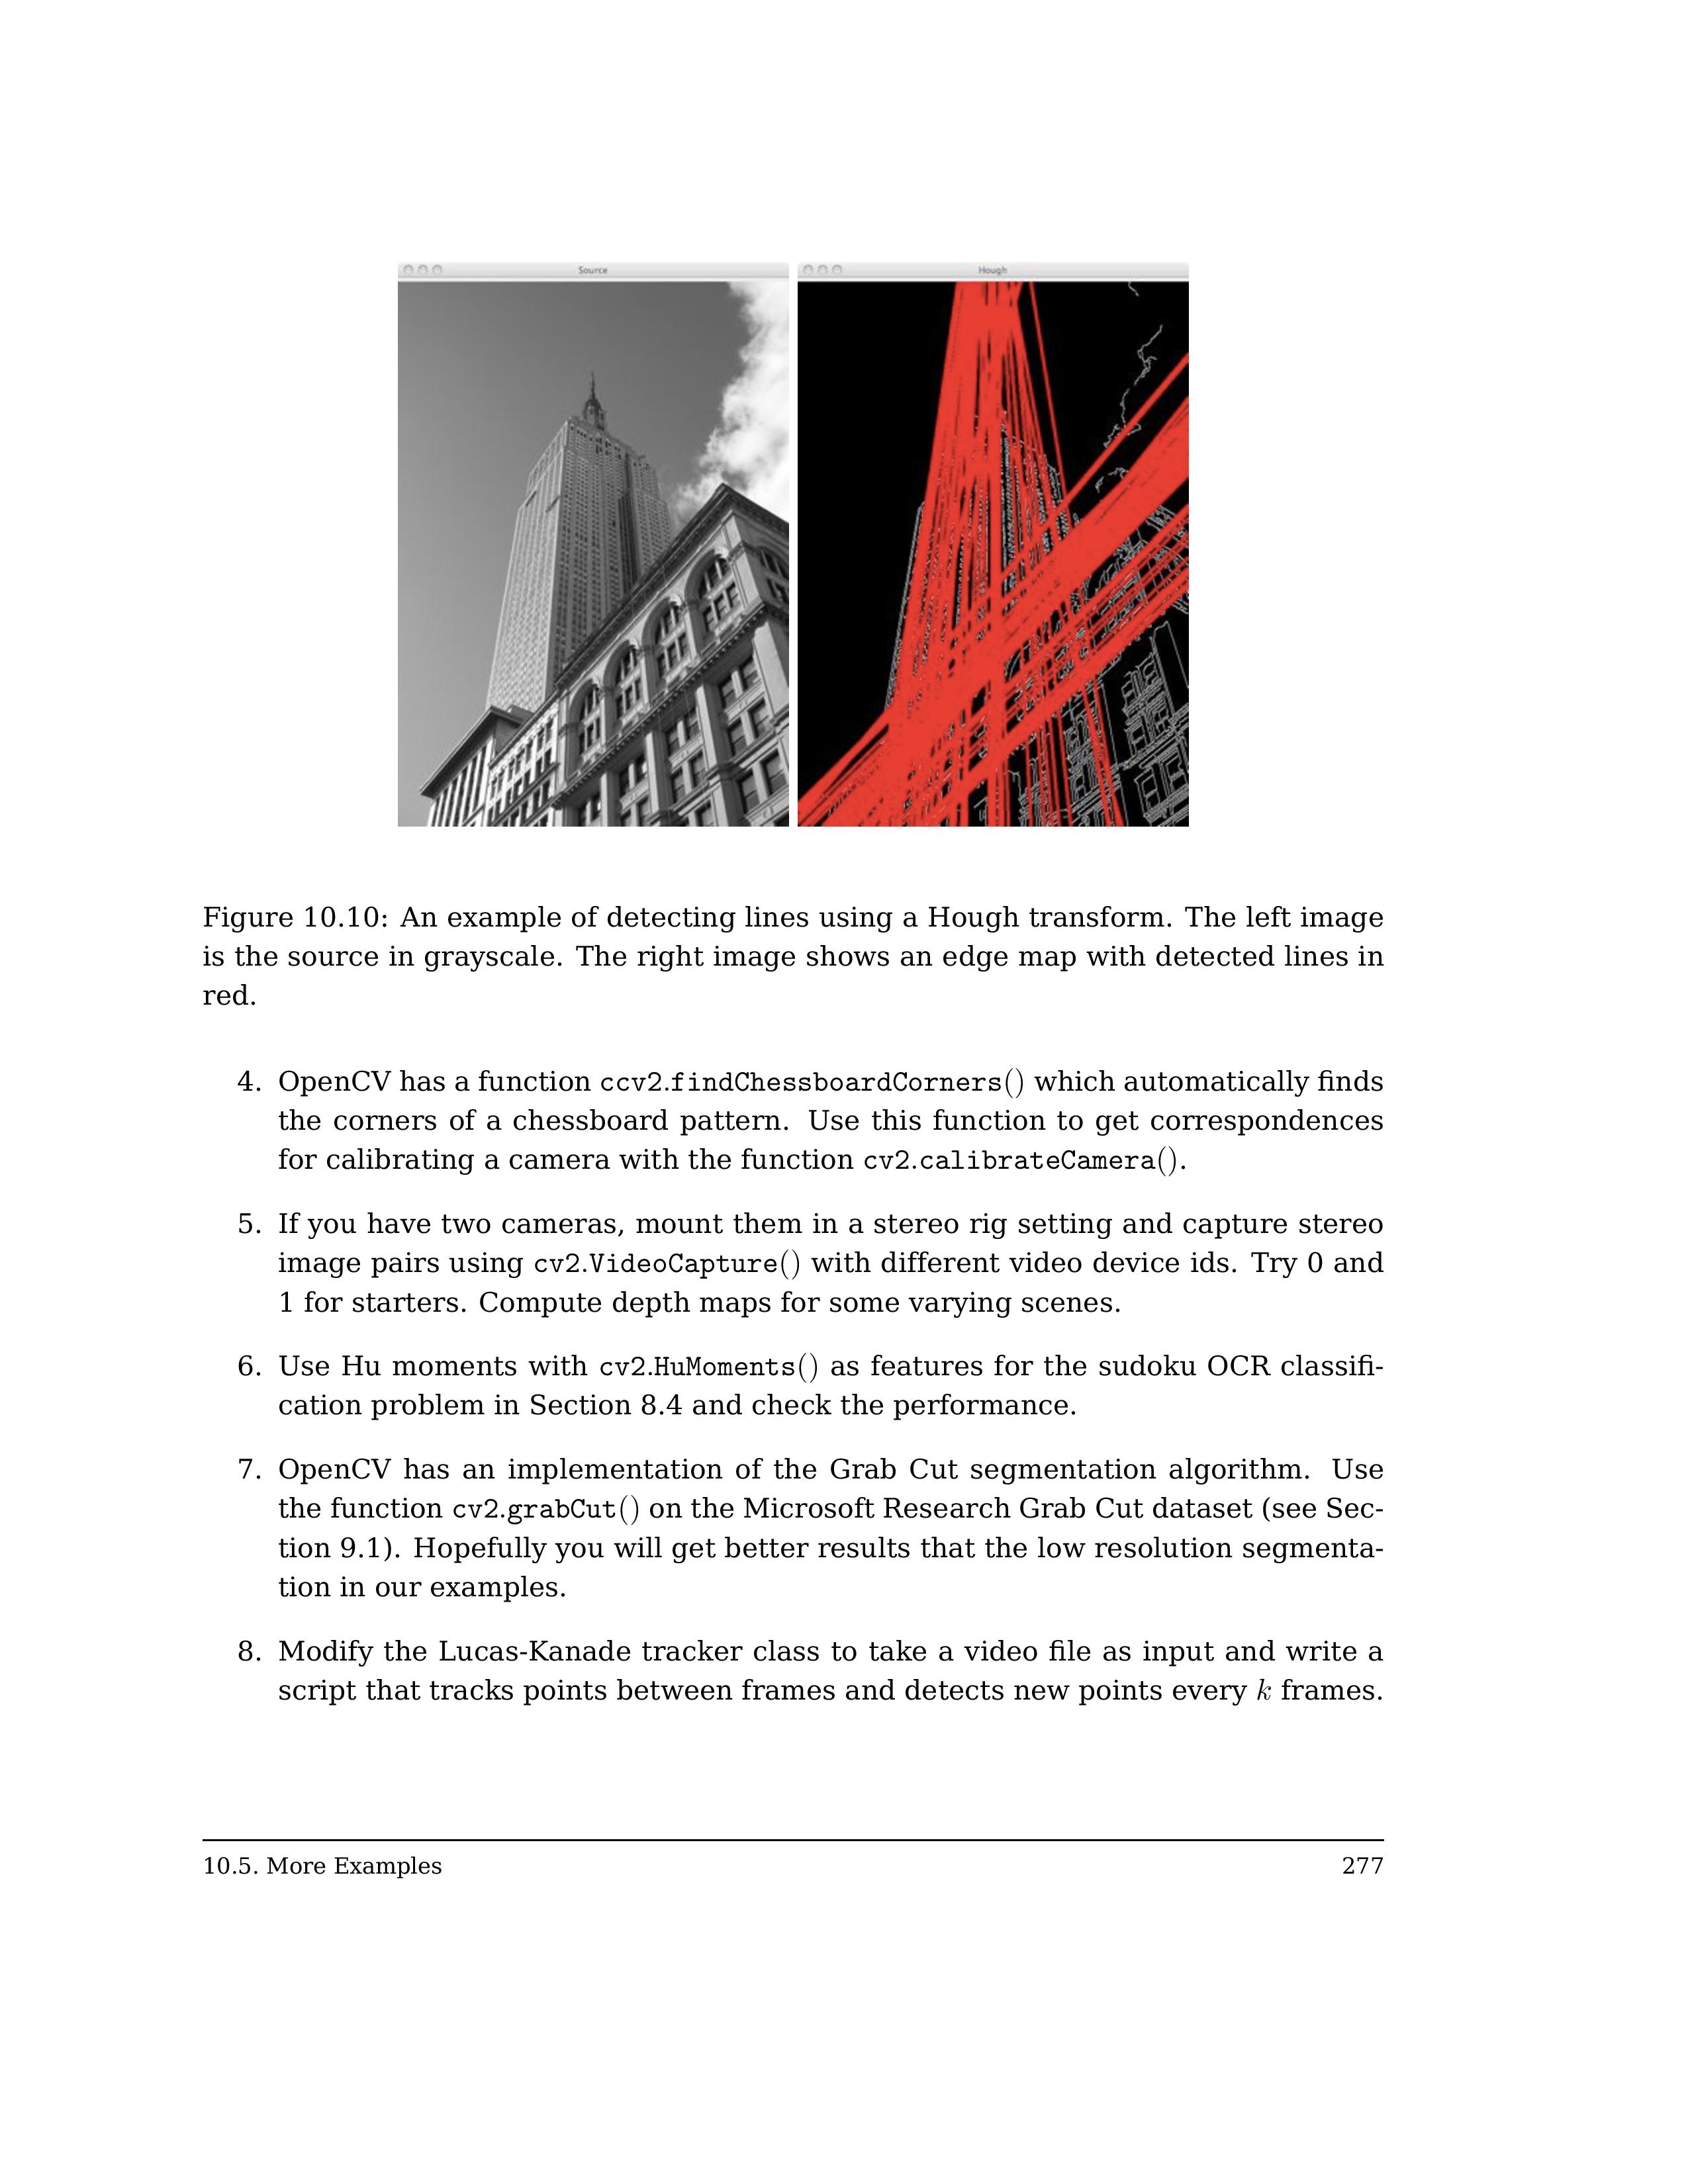 Source
Hough
Figure 10.10: An example of detecting lines using a Hough transform. The left image
is the source in grayscale. The right image shows an edge map with detected lines in
red.
4. OpenCV has a function ccv2.findChessboardCorners() which automatically finds
the corners of a chessboard pattern. Use this function to get correspondences
for calibrating a camera with the function cv2.calibrateCamera().
5. If you have two cameras, mount them in a stereo rig setting and capture stereo
image pairs using cv2.VideoCapture() with different video device ids. Try 0 and
1 for starters. Compute depth maps for some varying scenes.
6. Use Hu moments with cv2.HuMoments() as features for the sudoku OCR classifi-
cation problem in Section 8.4 and check the performance.
7. OpenCV has an implementation of the Grab Cut segmentation algorithm. Use
the function cv2.grabCut() on the Microsoft Research Grab Cut dataset (see Sec-
tion 9.1). Hopefully you will get better results that the low resolution segmenta-
tion in our examples.
8. Modify the Lucas-Kanade tracker class to take a video file as input and write a
script that tracks points between frames and detects new points every k frames.
10.5. More Examples 277